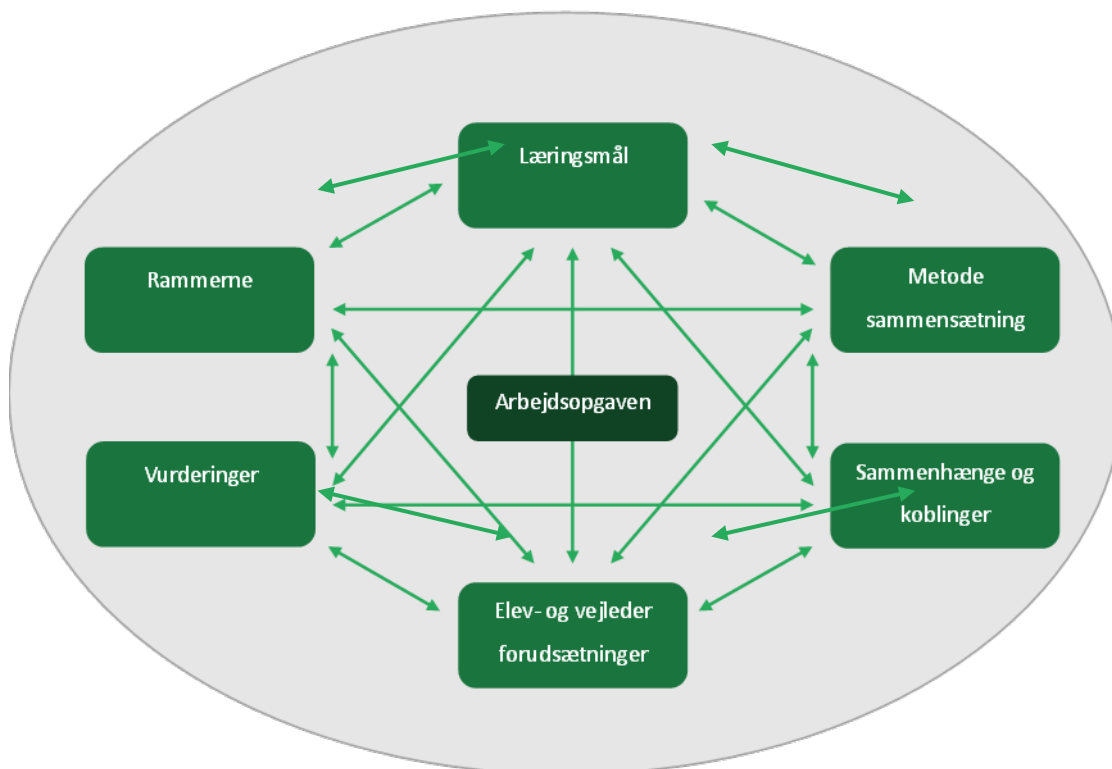 Læringsmål
Rammerne
Metode
sammensætning
Arbejdsopgaven
Vurderinger
Sammenhænge og
koblinger
Elev- og vejleder
forudsætninger